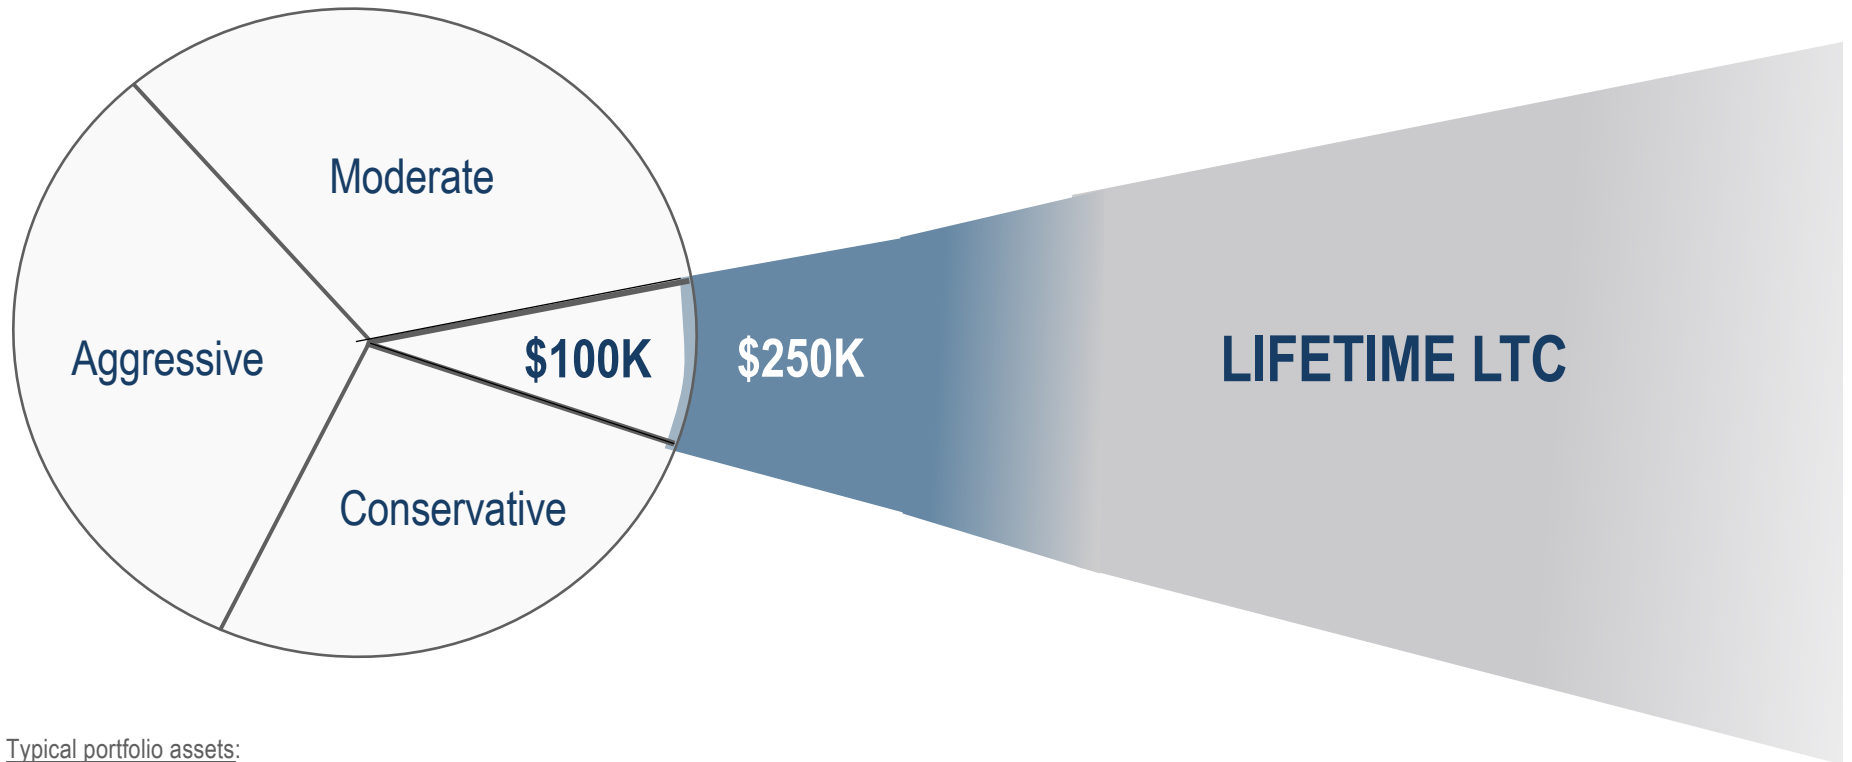 Moderate
Aggressive
$100K
$250K
LIFETIME LTC
Conservative
Typical portfolio assets: